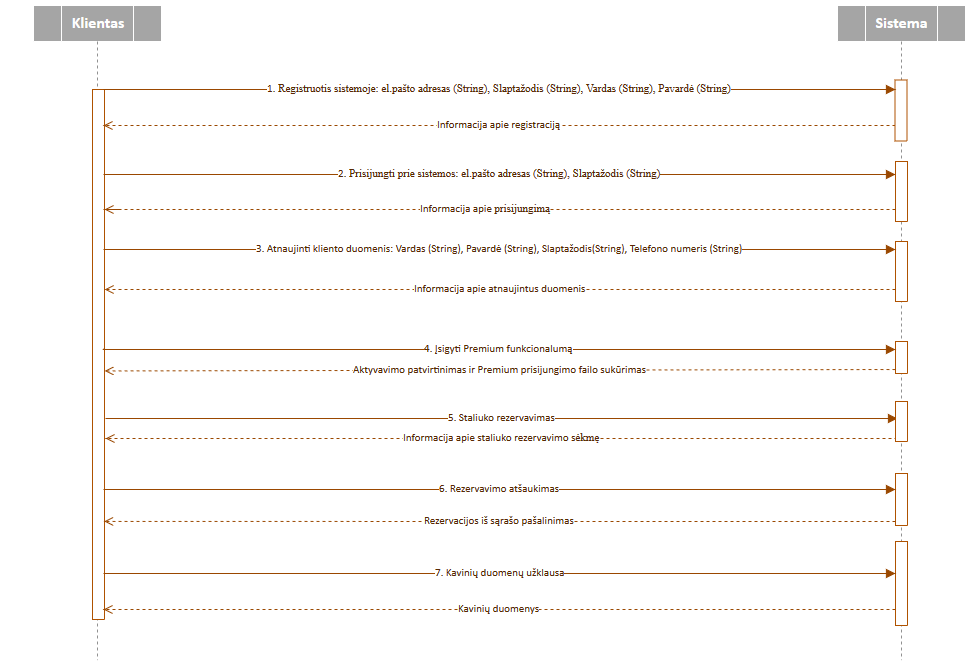 Klientas
Sistema
1. Registruotis sistemoje: el.pašto adresas (String), Slaptažodis (String), Vardas (String), Pavardė (String)
Informacija apie registraciją
2. Prisijungti prie sistemos: el.pašto adresas (String), Slaptažodis (String)
Informacija apie prisijungimą
3. Atnaujinti kliento duomenis: Vardas (String), Pavardė (String), Slaptažodis(String), Telefono numeris (String)
Informacija apie atnaujintus duomenis
4. Įsigyti Premium funkcionalumą
Aktyvavimo patvirtinimas ir Premium prisijungimo failo sukūrimas
5. Staliuko rezervavimas
Informacija apie staliuko rezervavimo sėkmę
6. Rezervavimo atšaukimas
Rezervacijos iš sąrašo pašalinimas
7. Kavinių duomenų užklausa
Kavinių duomenys